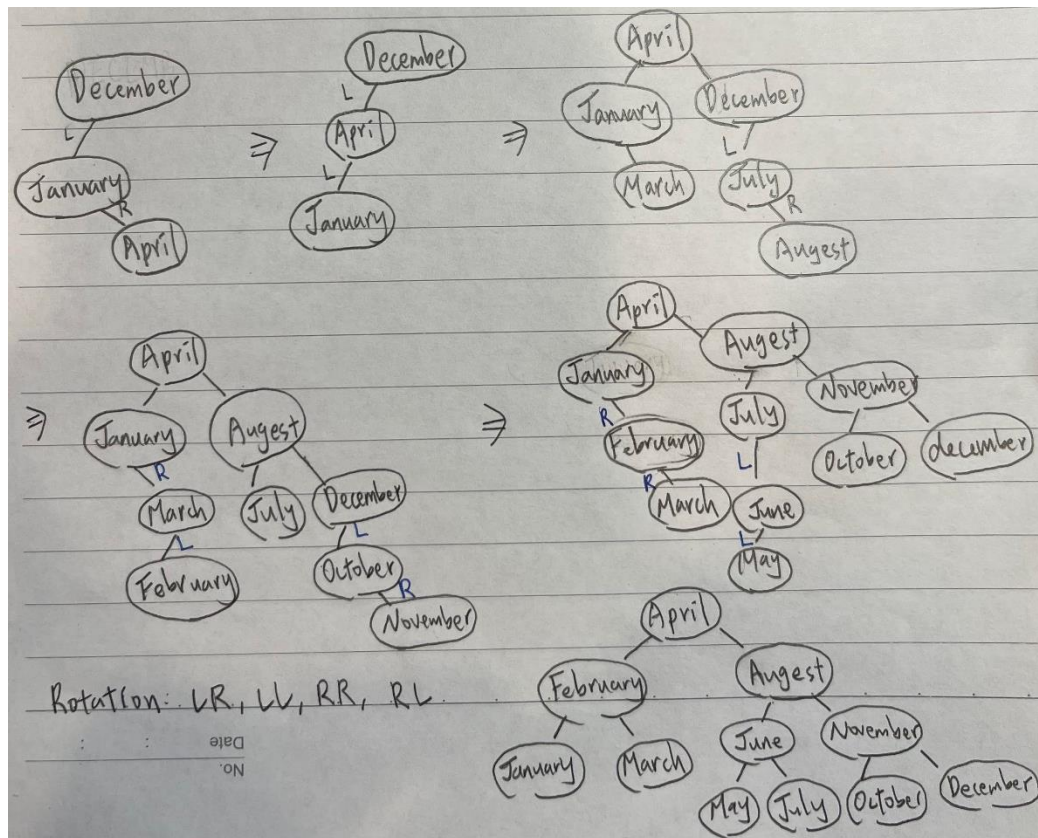 December
L
January
R
April
⇒
December
L
April
L
January
⇒
April
January
December
L
March
July
R
Augest
⇒
April
January
Augest
R
March
July
December
L
L
February
October
R
November
⇒
April
January
Augest
November
R
July
February
October
december
R
L
March
June
L
May
April
February
Augest
January
March
June
November
May
July
October
December
Rotation: LR, LL, RR, RL
Date : :
No.